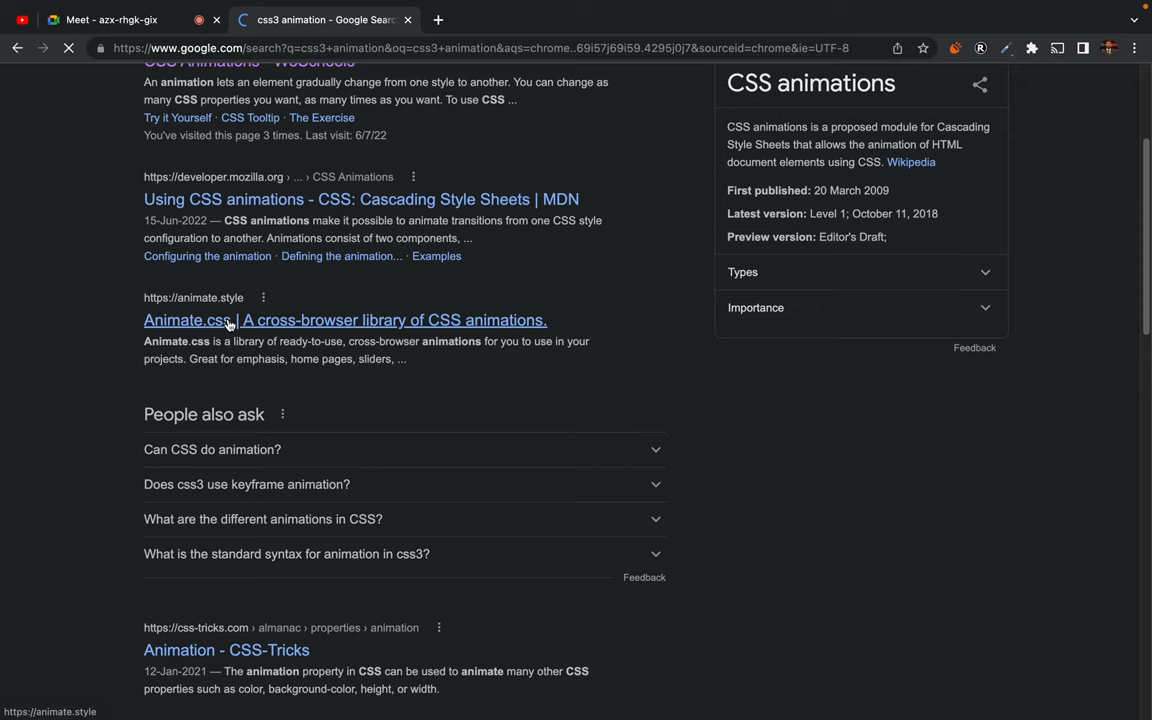 Meet - azx-rhgk-gix
css3 animation - Google Sear
https://www.google.com/search?q=css3+animation&oq=css3+animation&aqs=chrome..69i57j69i59.4295j0j7&sourceid=chrome&ie=UTF-8
CSS Animations - W3Schools
An animation lets an element gradually change from one style to another. You can change as
many CSS properties you want, as many times as you want. To use CSS ...
Try it Yourself · CSS Tooltip · The Exercise
You've visited this page 3 times. Last visit: 6/7/22
https://developer.mozilla.org › ... › CSS Animations
Using CSS animations - CSS: Cascading Style Sheets | MDN
15-Jun-2022 — CSS animations make it possible to animate transitions from one CSS style
configuration to another. Animations consist of two components, ...
Configuring the animation · Defining the animation... · Examples
https://animate.style
Animate.css | A cross-browser library of CSS animations.
Animate.css is a library of ready-to-use, cross-browser animations for you to use in your
projects. Great for emphasis, home pages, sliders, ...
People also ask
Can CSS do animation?
Does css3 use keyframe animation?
What are the different animations in CSS?
What is the standard syntax for animation in css3?
Feedback
https://css-tricks.com › almanac › properties › animation
Animation - CSS-Tricks
12-Jan-2021 — The animation property in CSS can be used to animate many other CSS
properties such as color, background-color, height, or width.
CSS animations
CSS animations is a proposed module for Cascading
Style Sheets that allows the animation of HTML
document elements using CSS. Wikipedia
First published: 20 March 2009
Latest version: Level 1; October 11, 2018
Preview version: Editor's Draft;
Types
Importance
Feedback
https://animate.style